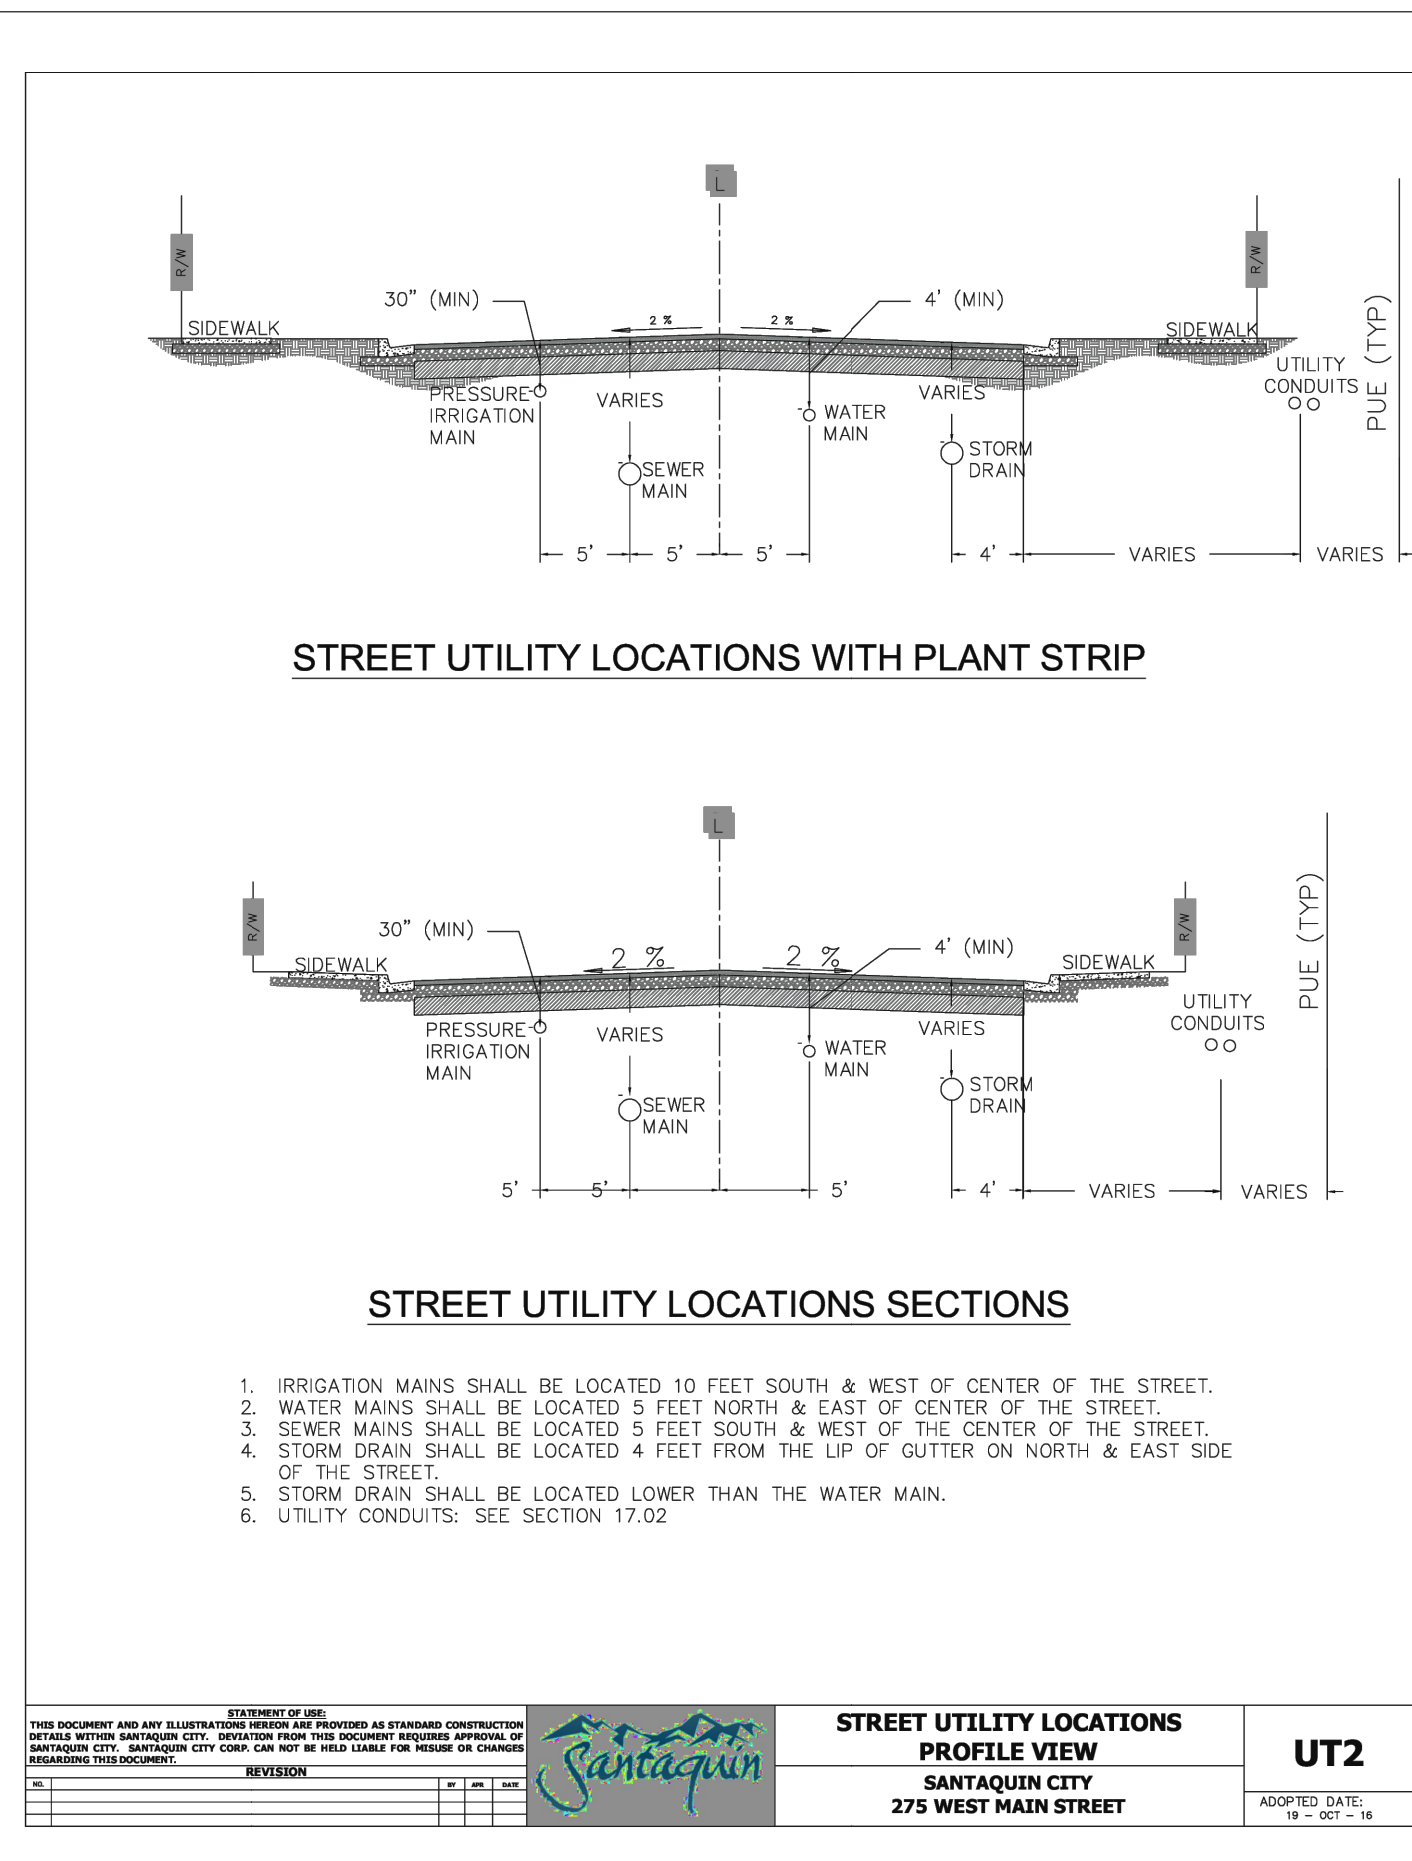 L
R/W
R/W
30" (MIN)
4' (MIN)
2 %
2 %
SIDEWALK
SIDEWALK
PUE (TYP)
UTILITY
CONDUITS
PRESSURE
IRRIGATION
MAIN
VARIES
WATER
MAIN
VARIES
STORM
DRAIN
SEWER
MAIN
5'
5'
5'
4'
VARIES
VARIES
STREET UTILITY LOCATIONS WITH PLANT STRIP
L
R/W
R/W
30" (MIN)
4' (MIN)
2 %
2 %
SIDEWALK
SIDEWALK
PUE (TYP)
UTILITY
CONDUITS
PRESSURE
IRRIGATION
MAIN
VARIES
WATER
MAIN
VARIES
STORM
DRAIN
SEWER
MAIN
5'
5'
5'
4'
VARIES
VARIES
STREET UTILITY LOCATIONS SECTIONS
1. IRRIGATION MAINS SHALL BE LOCATED 10 FEET SOUTH & WEST OF CENTER OF THE STREET.
2. WATER MAINS SHALL BE LOCATED 5 FEET NORTH & EAST OF CENTER OF THE STREET.
3. SEWER MAINS SHALL BE LOCATED 5 FEET SOUTH & WEST OF THE CENTER OF THE STREET.
4. STORM DRAIN SHALL BE LOCATED 4 FEET FROM THE LIP OF GUTTER ON NORTH & EAST SIDE
OF THE STREET.
5. STORM DRAIN SHALL BE LOCATED LOWER THAN THE WATER MAIN.
6. UTILITY CONDUITS: SEE SECTION 17.02
STATEMENT OF USE:
THIS DOCUMENT AND ANY ILLUSTRATIONS HEREON ARE PROVIDED AS STANDARD CONSTRUCTION
DETAILS WITHIN SANTAQUIN CITY. DEVIATION FROM THIS DOCUMENT REQUIRES APPROVAL OF
SANTAQUIN CITY. SANTAQUIN CITY CORP. CAN NOT BE HELD LIABLE FOR MISUSE OR CHANGES
REGARDING THIS DOCUMENT.
REVISION
NO. BY APR DATE
Santaquin
STREET UTILITY LOCATIONS
PROFILE VIEW
SANTAQUIN CITY
275 WEST MAIN STREET
UT2
ADOPTED DATE:
19 - OCT - 16